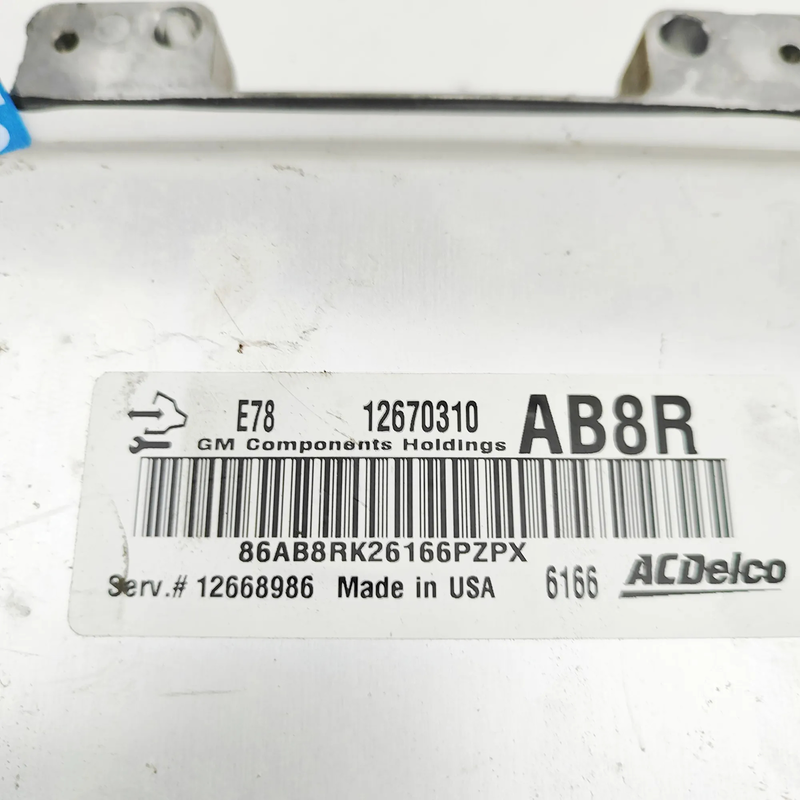 E78 12670310 AB8R
GM Components Holdings
86AB8RK26166PZPX
Serv.# 12668986 Made in USA 6166 ACDelco